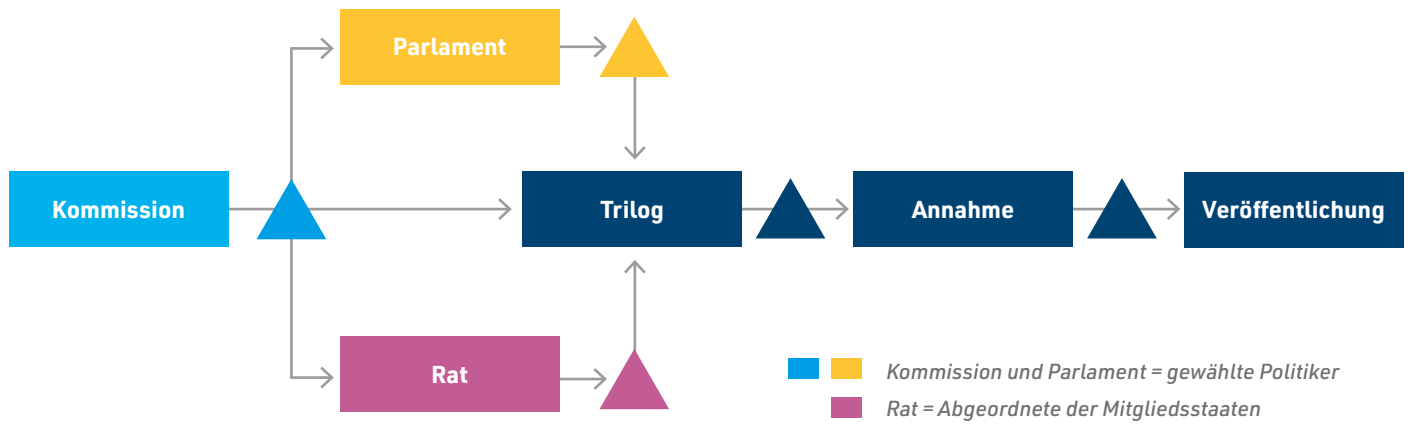 Parlament
Kommission
Trilog
Annahme
Veröffentlichung
Rat
Kommission und Parlament = gewählte Politiker
Rat = Abgeordnete der Mitgliedsstaaten